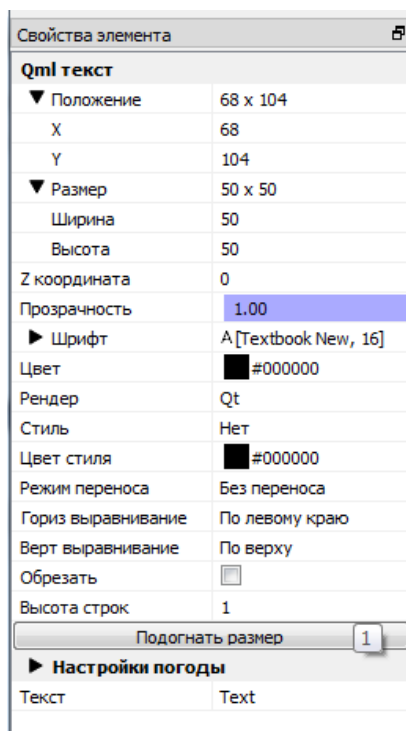 Свойства элемента
Qml текст
Положение 68 x 104
X 68
Y 104
Размер 50 x 50
Ширина 50
Высота 50
Z координата 0
Прозрачность 1.00
Шрифт A [Textbook New, 16]
Цвет #000000
Рендер Qt
Стиль Нет
Цвет стиля #000000
Режим переноса Без переноса
Гориз выравнивание По левому краю
Верт выравнивание По верху
Обрезать
Высота строк 1
Подогнать размер 1
Настройки погоды
Текст Text